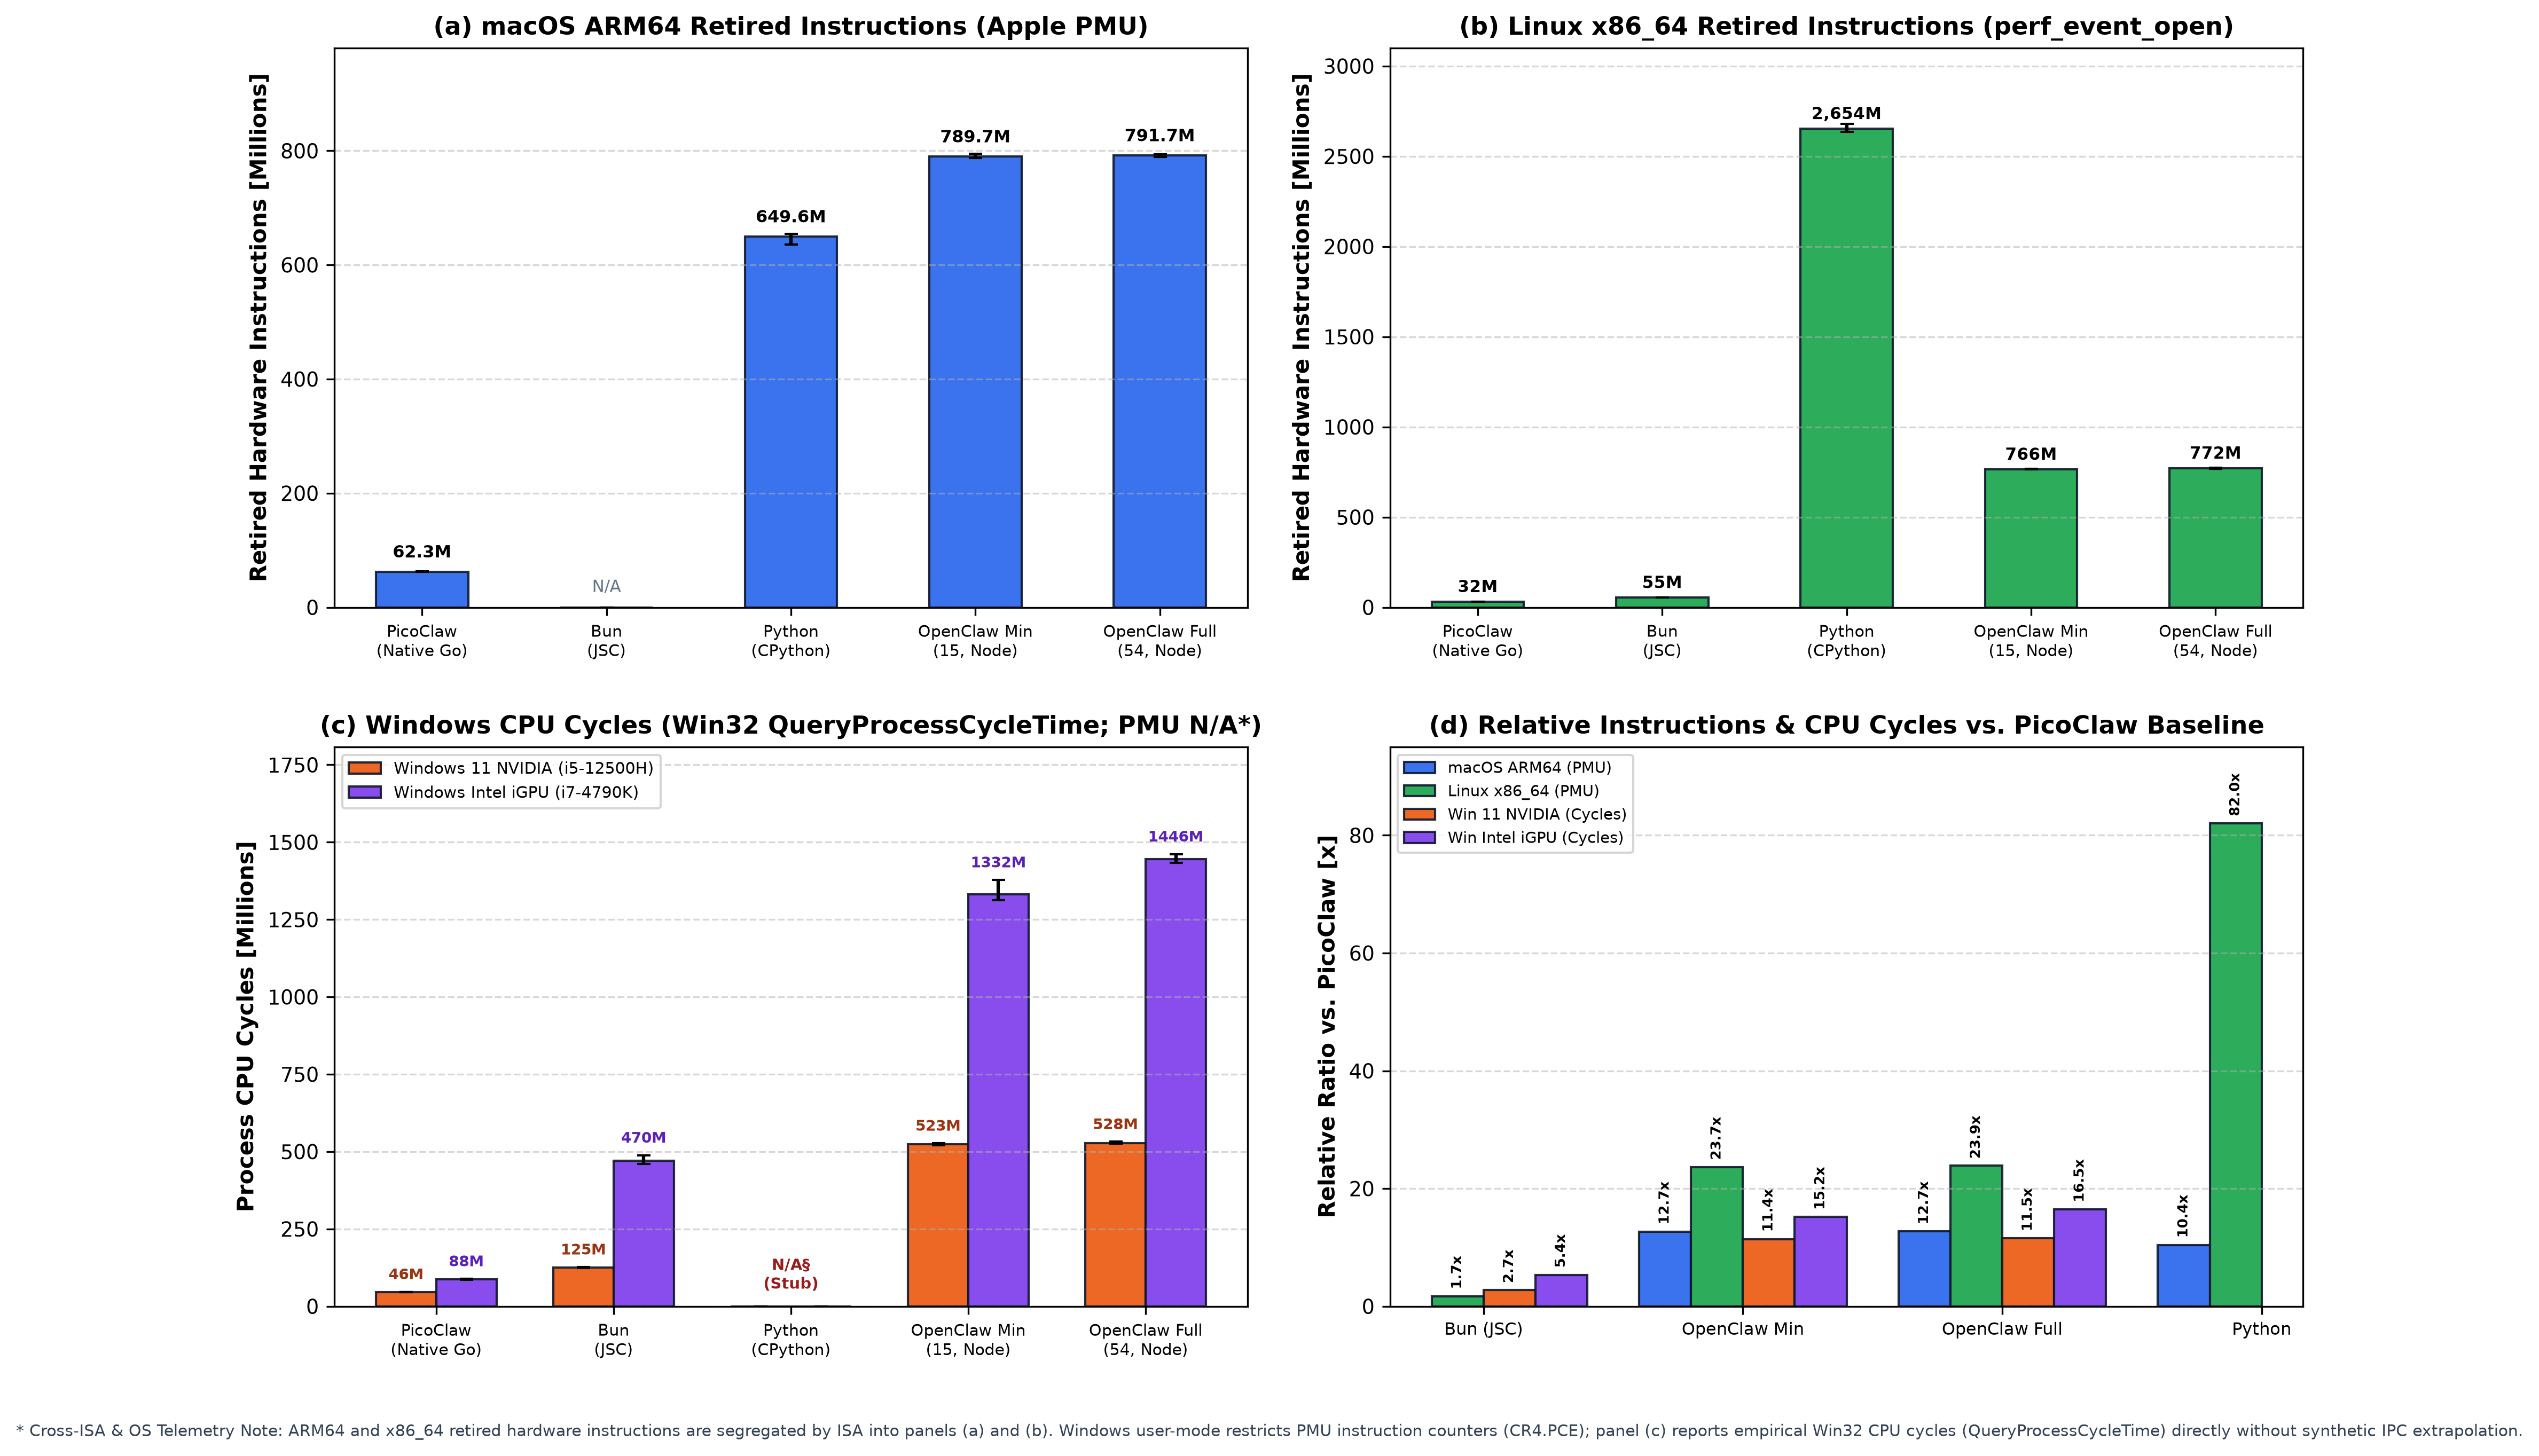 (a) macOS ARM64 Retired Instructions (Apple PMU)
Retired Hardware Instructions [Millions]
800
600
400
200
0
62.3M
N/A
649.6M
789.7M
791.7M
PicoClaw
(Native Go)
Bun
(JSC)
Python
(CPython)
OpenClaw Min
(15, Node)
OpenClaw Full
(54, Node)
(b) Linux x86_64 Retired Instructions (perf_event_open)
Retired Hardware Instructions [Millions]
3000
2500
2000
1500
1000
500
0
32M
55M
2,654M
766M
772M
PicoClaw
(Native Go)
Bun
(JSC)
Python
(CPython)
OpenClaw Min
(15, Node)
OpenClaw Full
(54, Node)
(c) Windows CPU Cycles (Win32 QueryProcessCycleTime; PMU N/A*)
Windows 11 NVIDIA (i5-12500H)
Windows Intel iGPU (i7-4790K)
Process CPU Cycles [Millions]
1750
1500
1250
1000
750
500
250
0
46M
88M
125M
470M
N/A§
(Stub)
523M
1332M
528M
1446M
PicoClaw
(Native Go)
Bun
(JSC)
Python
(CPython)
OpenClaw Min
(15, Node)
OpenClaw Full
(54, Node)
(d) Relative Instructions & CPU Cycles vs. PicoClaw Baseline
macOS ARM64 (PMU)
Linux x86_64 (PMU)
Win 11 NVIDIA (Cycles)
Win Intel iGPU (Cycles)
Relative Ratio vs. PicoClaw [x]
80
60
40
20
0
1.7x
2.7x
5.4x
12.7x
23.7x
11.4x
15.2x
12.7x
23.9x
11.5x
16.5x
10.4x
82.0x
Bun (JSC)
OpenClaw Min
OpenClaw Full
Python
* Cross-ISA & OS Telemetry Note: ARM64 and x86_64 retired hardware instructions are segregated by ISA into panels (a) and (b). Windows user-mode restricts PMU instruction counters (CR4.PCE); panel (c) reports empirical Win32 CPU cycles (QueryProcessCycleTime) directly without synthetic IPC extrapolation.